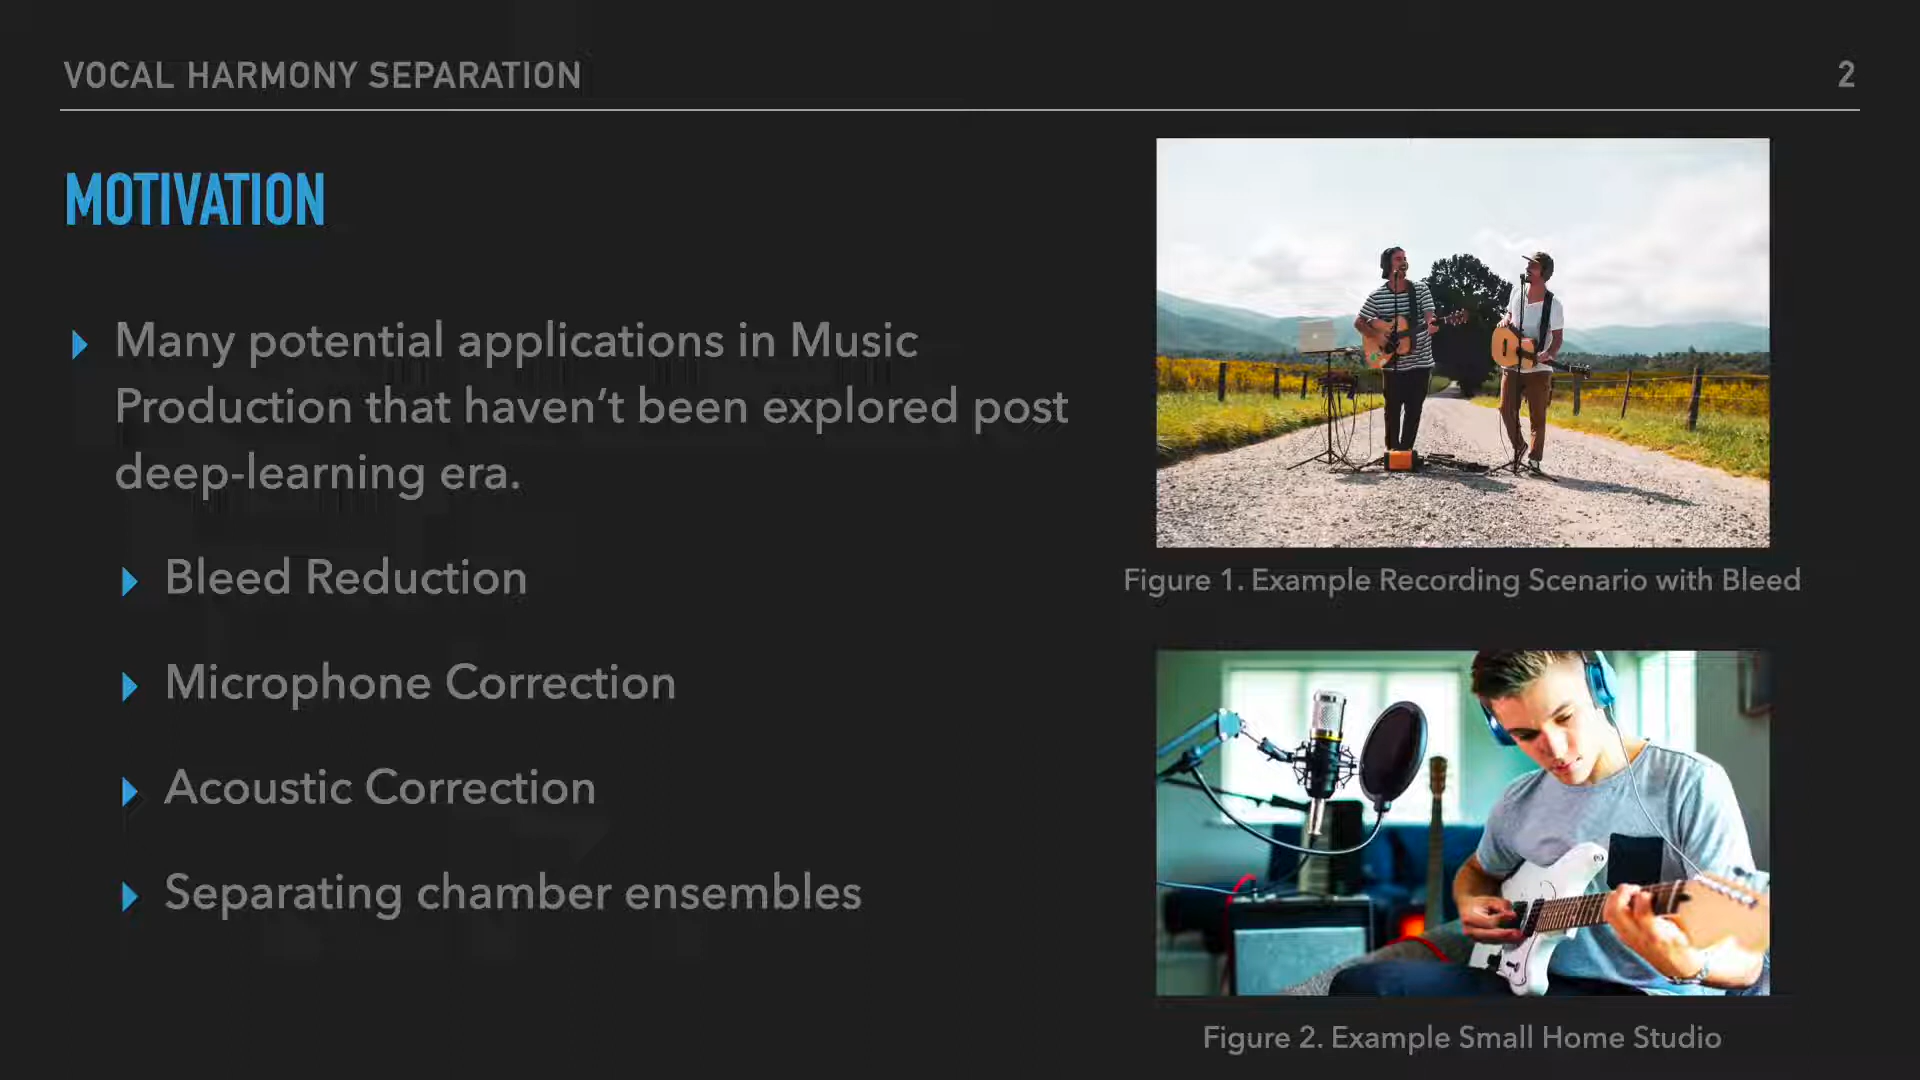 VOCAL HARMONY SEPARATION
2
MOTIVATION
Many potential applications in Music
Production that haven’t been explored post
deep-learning era.
Bleed Reduction
Microphone Correction
Acoustic Correction
Separating chamber ensembles
Figure 1. Example Recording Scenario with Bleed
Figure 2. Example Small Home Studio